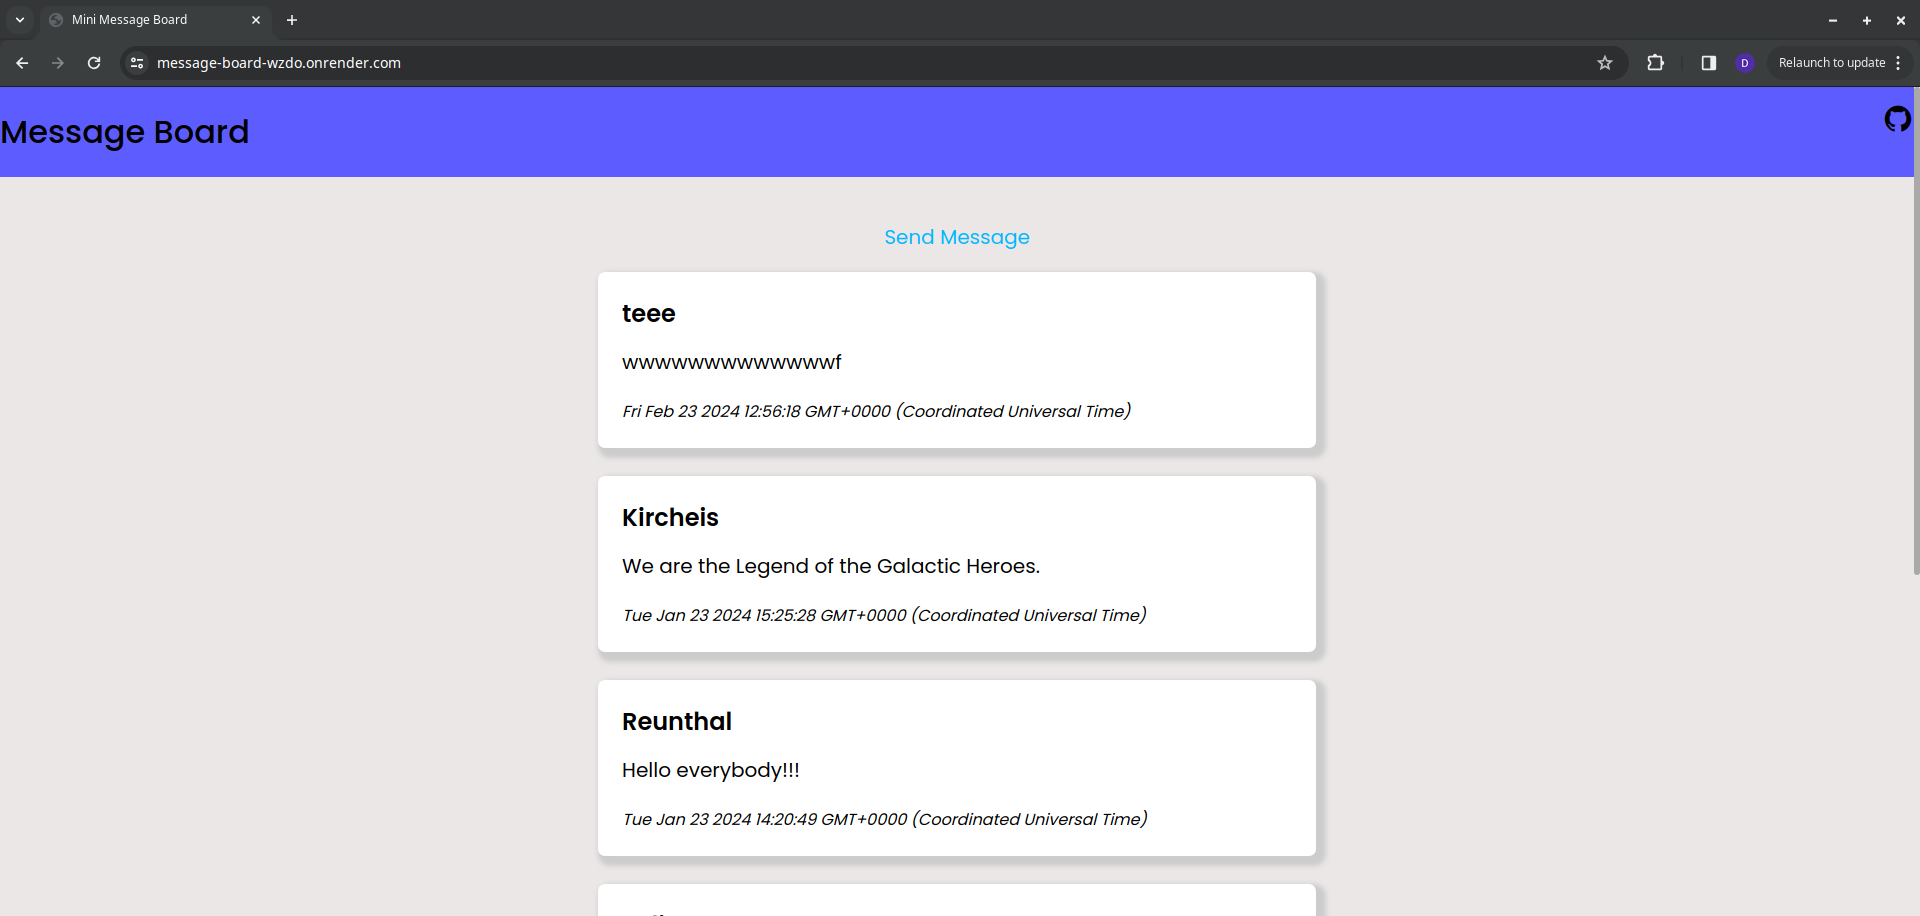 Mini Message Board
message-board-wzdo.onrender.com
D
Relaunch to update
Message Board
Send Message
teee
wwwwwwwwwwwwwf
Fri Feb 23 2024 12:56:18 GMT+0000 (Coordinated Universal Time)
Kircheis
We are the Legend of the Galactic Heroes.
Tue Jan 23 2024 15:25:28 GMT+0000 (Coordinated Universal Time)
Reunthal
Hello everybody!!!
Tue Jan 23 2024 14:20:49 GMT+0000 (Coordinated Universal Time)